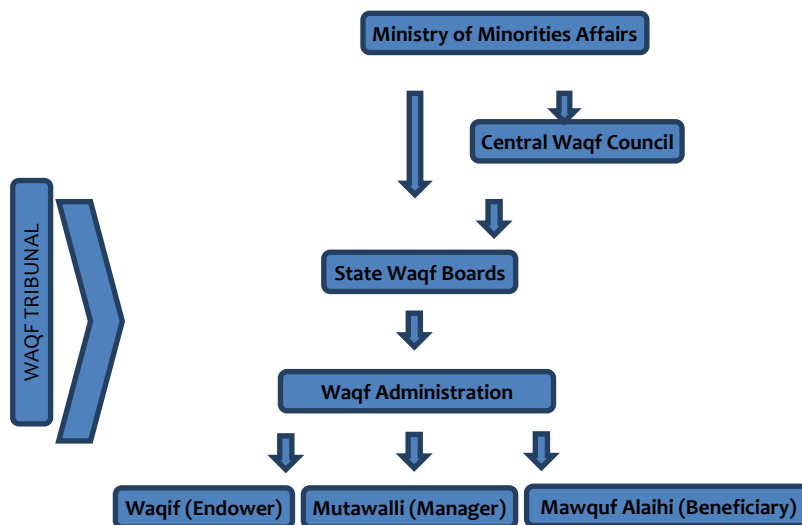 Ministry of Minorities Affairs
Central Waqf Council
WAQF TRIBUNAL
State Waqf Boards
Waqf Administration
Waqif (Endower)
Mutawalli (Manager)
Mawquf Alaihi (Beneficiary)